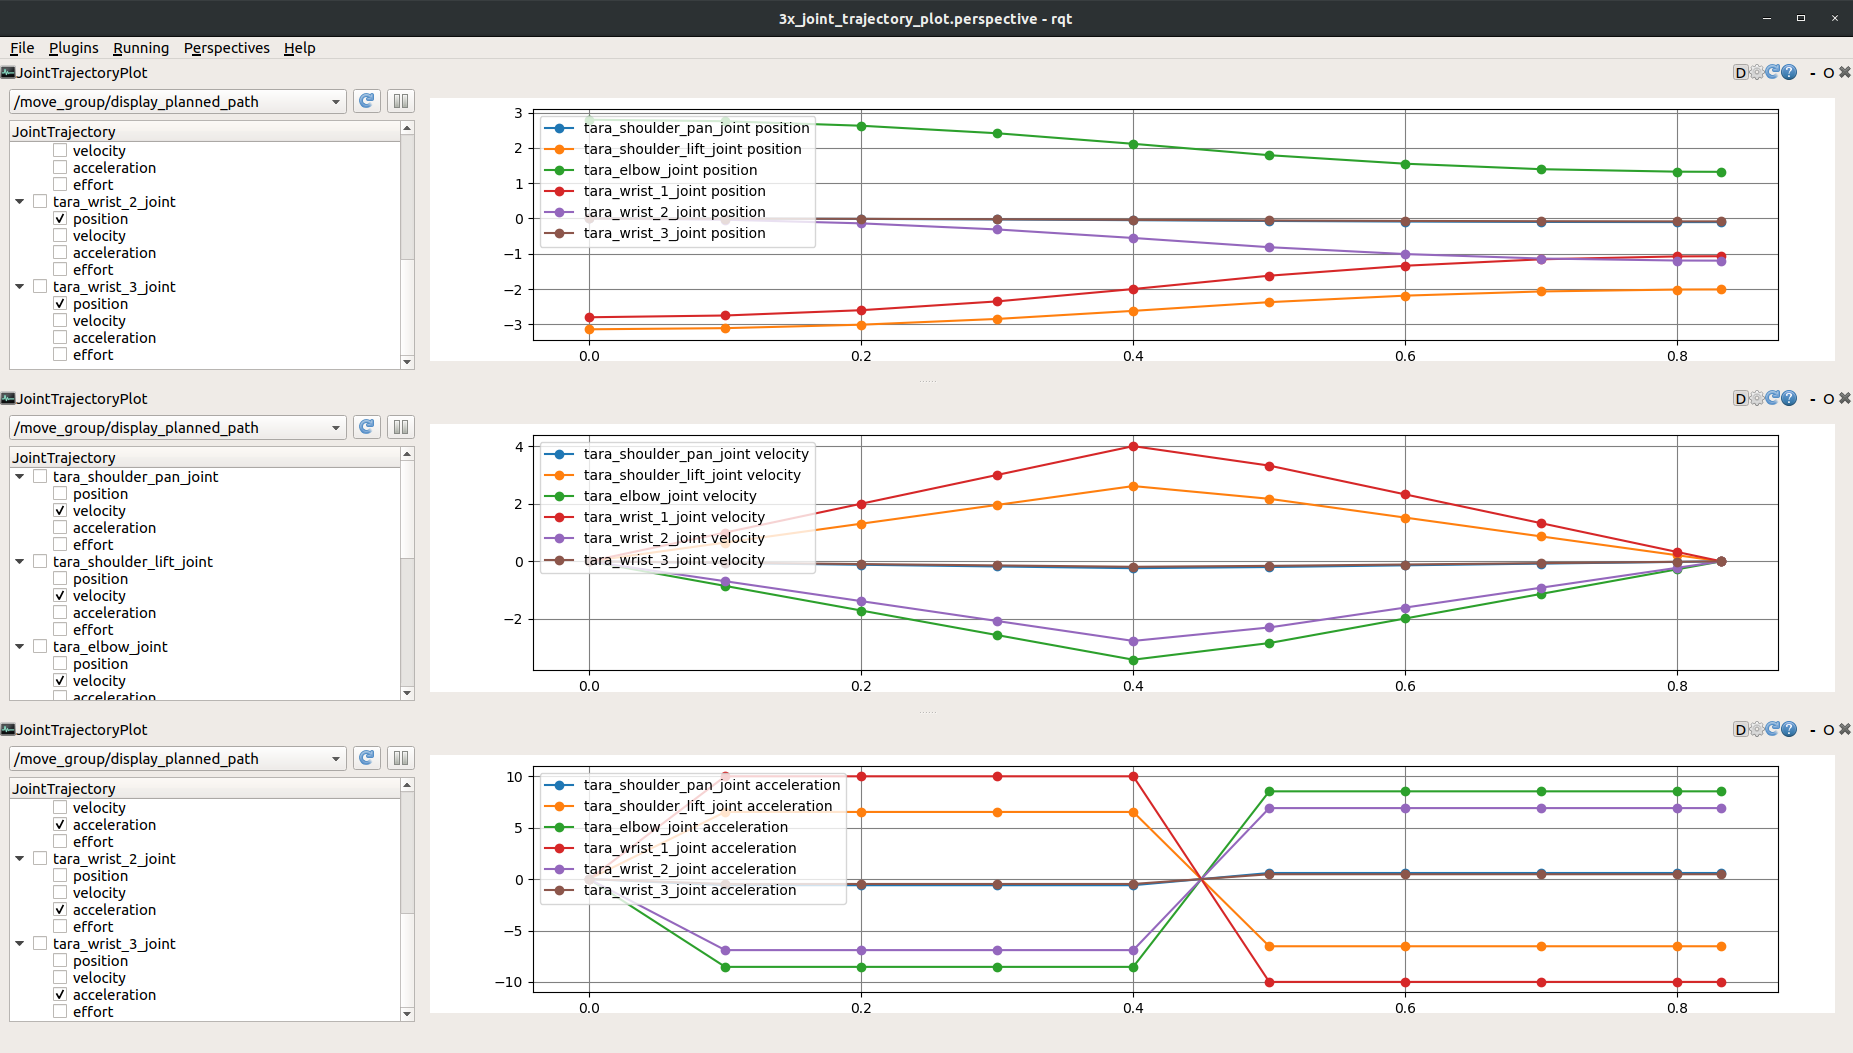 3x_joint_trajectory_plot.perspective - rqt
File Plugins Running Perspectives Help
JointTrajectoryPlot
D ? - O
/move_group/display_planned_path
JointTrajectory
velocity
acceleration
effort
tara_wrist_2_joint
position
velocity
acceleration
effort
tara_wrist_3_joint
position
velocity
acceleration
effort
3
2
1
0
−1
−2
−3
tara_shoulder_pan_joint position
tara_shoulder_lift_joint position
tara_elbow_joint position
tara_wrist_1_joint position
tara_wrist_2_joint position
tara_wrist_3_joint position
0.0 0.2 0.4 0.6 0.8
JointTrajectoryPlot
D ? - O
/move_group/display_planned_path
JointTrajectory
tara_shoulder_pan_joint
position
velocity
acceleration
effort
tara_shoulder_lift_joint
position
velocity
acceleration
effort
tara_elbow_joint
position
velocity
acceleration
4
2
0
−2
tara_shoulder_pan_joint velocity
tara_shoulder_lift_joint velocity
tara_elbow_joint velocity
tara_wrist_1_joint velocity
tara_wrist_2_joint velocity
tara_wrist_3_joint velocity
0.0 0.2 0.4 0.6 0.8
JointTrajectoryPlot
D ? - O
/move_group/display_planned_path
JointTrajectory
velocity
acceleration
effort
tara_wrist_2_joint
position
velocity
acceleration
effort
tara_wrist_3_joint
position
velocity
acceleration
effort
10
5
0
−5
−10
tara_shoulder_pan_joint acceleration
tara_shoulder_lift_joint acceleration
tara_elbow_joint acceleration
tara_wrist_1_joint acceleration
tara_wrist_2_joint acceleration
tara_wrist_3_joint acceleration
0.0 0.2 0.4 0.6 0.8